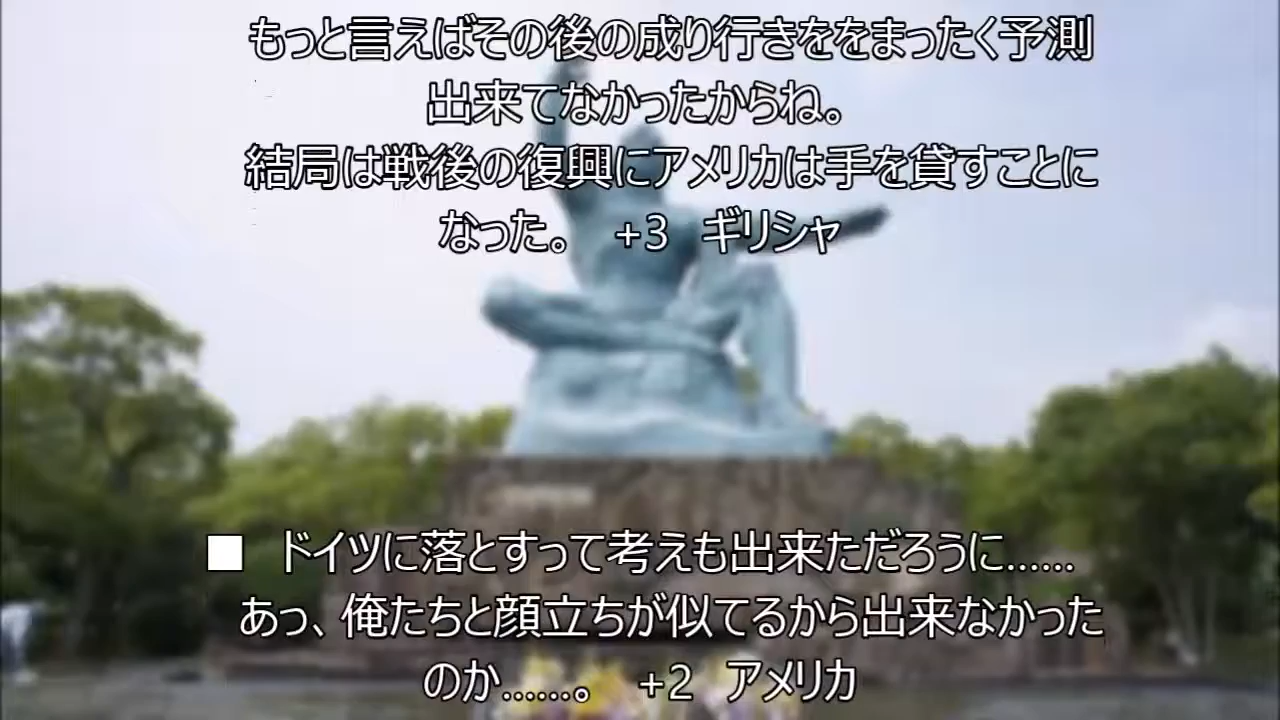 もっと言えばその後の成り行きををまったく予測
出来てなかったからね。
結局は戦後の復興にアメリカは手を貸すことに
なった。 +3 ギリシャ
■ ドイツに落とすって考えも出来ただろうに……
あっ、俺たちと顔立ちが似てるから出来なかった
のか……。 +2 アメリカ